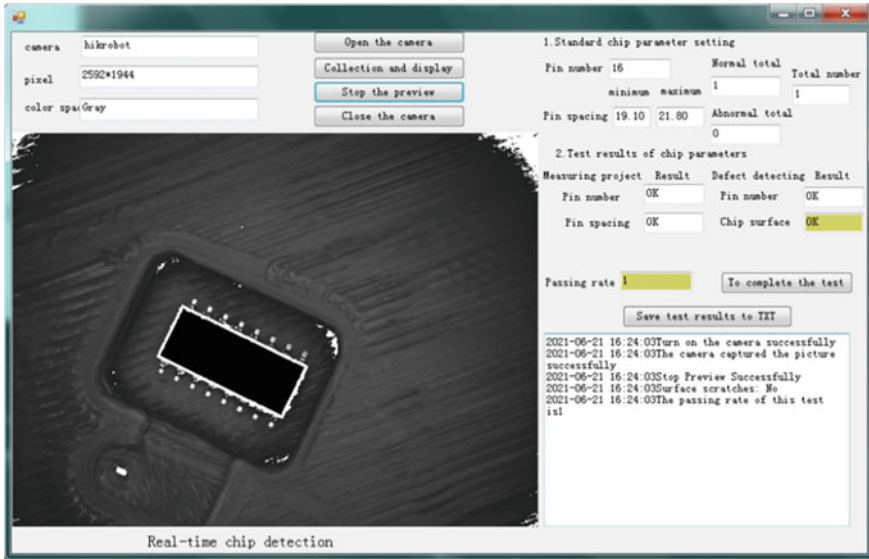 camera hikrobot
pixel 2592*1944
color spa Gray
Open the camera
Collection and display
Stop the preview
Close the camera
1.Standard chip parameter setting
Pin number 16 Normal total Total number
minimum maximum 1 1
Pin spacing 19.10 21.80 Abnormal total
0
2.Test results of chip parameters
Measuring project Result Defect detecting Result
Pin number OK Pin number OK
Pin spacing OK Chip surface OK
Passing rate 1 To complete the test
Save test results to TXT
2021-06-21 16:24:03Turn on the camera successfully
2021-06-21 16:24:03The camera captured the picture
successfully
2021-06-21 16:24:03Stop Preview Successfully
2021-06-21 16:24:03Surface scratches: No
2021-06-21 16:24:03The passing rate of this test
is1
Real-time chip detection